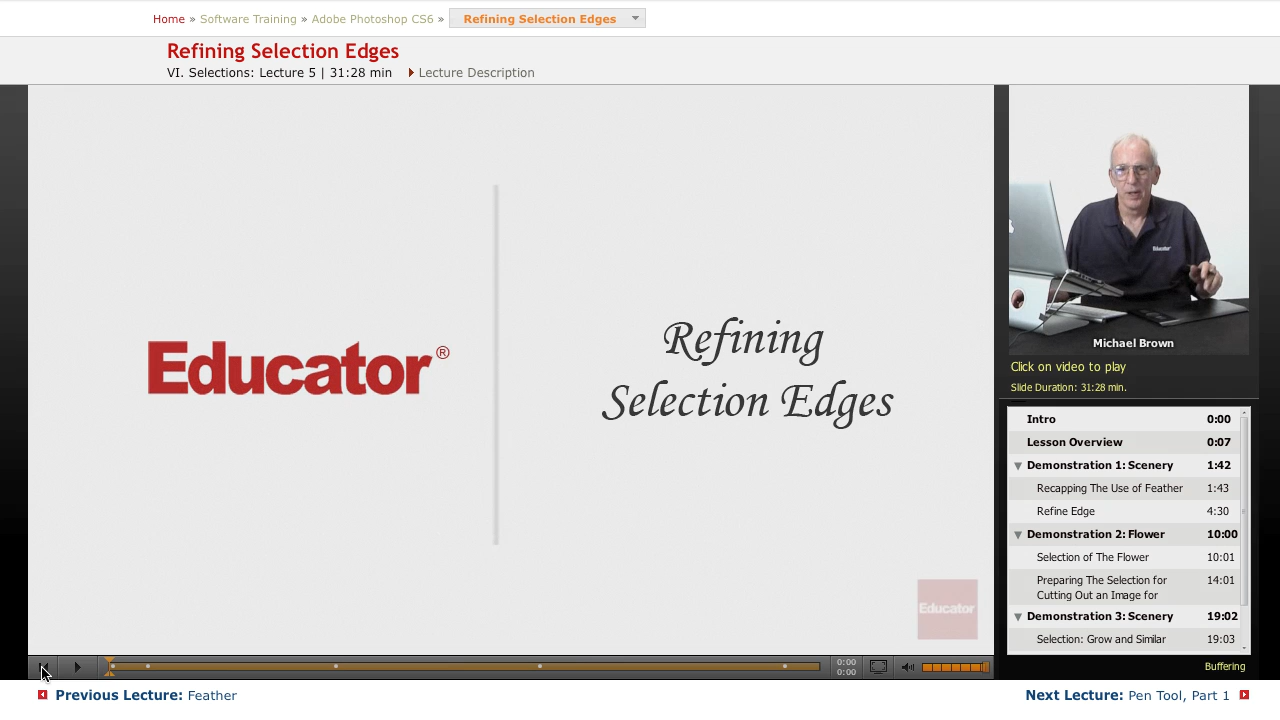 Home » Software Training » Adobe Photoshop CS6 » Refining Selection Edges
Refining Selection Edges
VI. Selections: Lecture 5 | 31:28 min Lecture Description
Educator®
Refining
Selection Edges
Educator
Educator
Michael Brown
Click on video to play
Slide Duration: 31:28 min.
Intro 0:00
Lesson Overview 0:07
Demonstration 1: Scenery 1:42
Recapping The Use of Feather 1:43
Refine Edge 4:30
Demonstration 2: Flower 10:00
Selection of The Flower 10:01
Preparing The Selection for 14:01
Cutting Out an Image for
Demonstration 3: Scenery 19:02
Selection: Grow and Similar 19:03
0:00
0:00
Buffering
Previous Lecture: Feather
Next Lecture: Pen Tool, Part 1